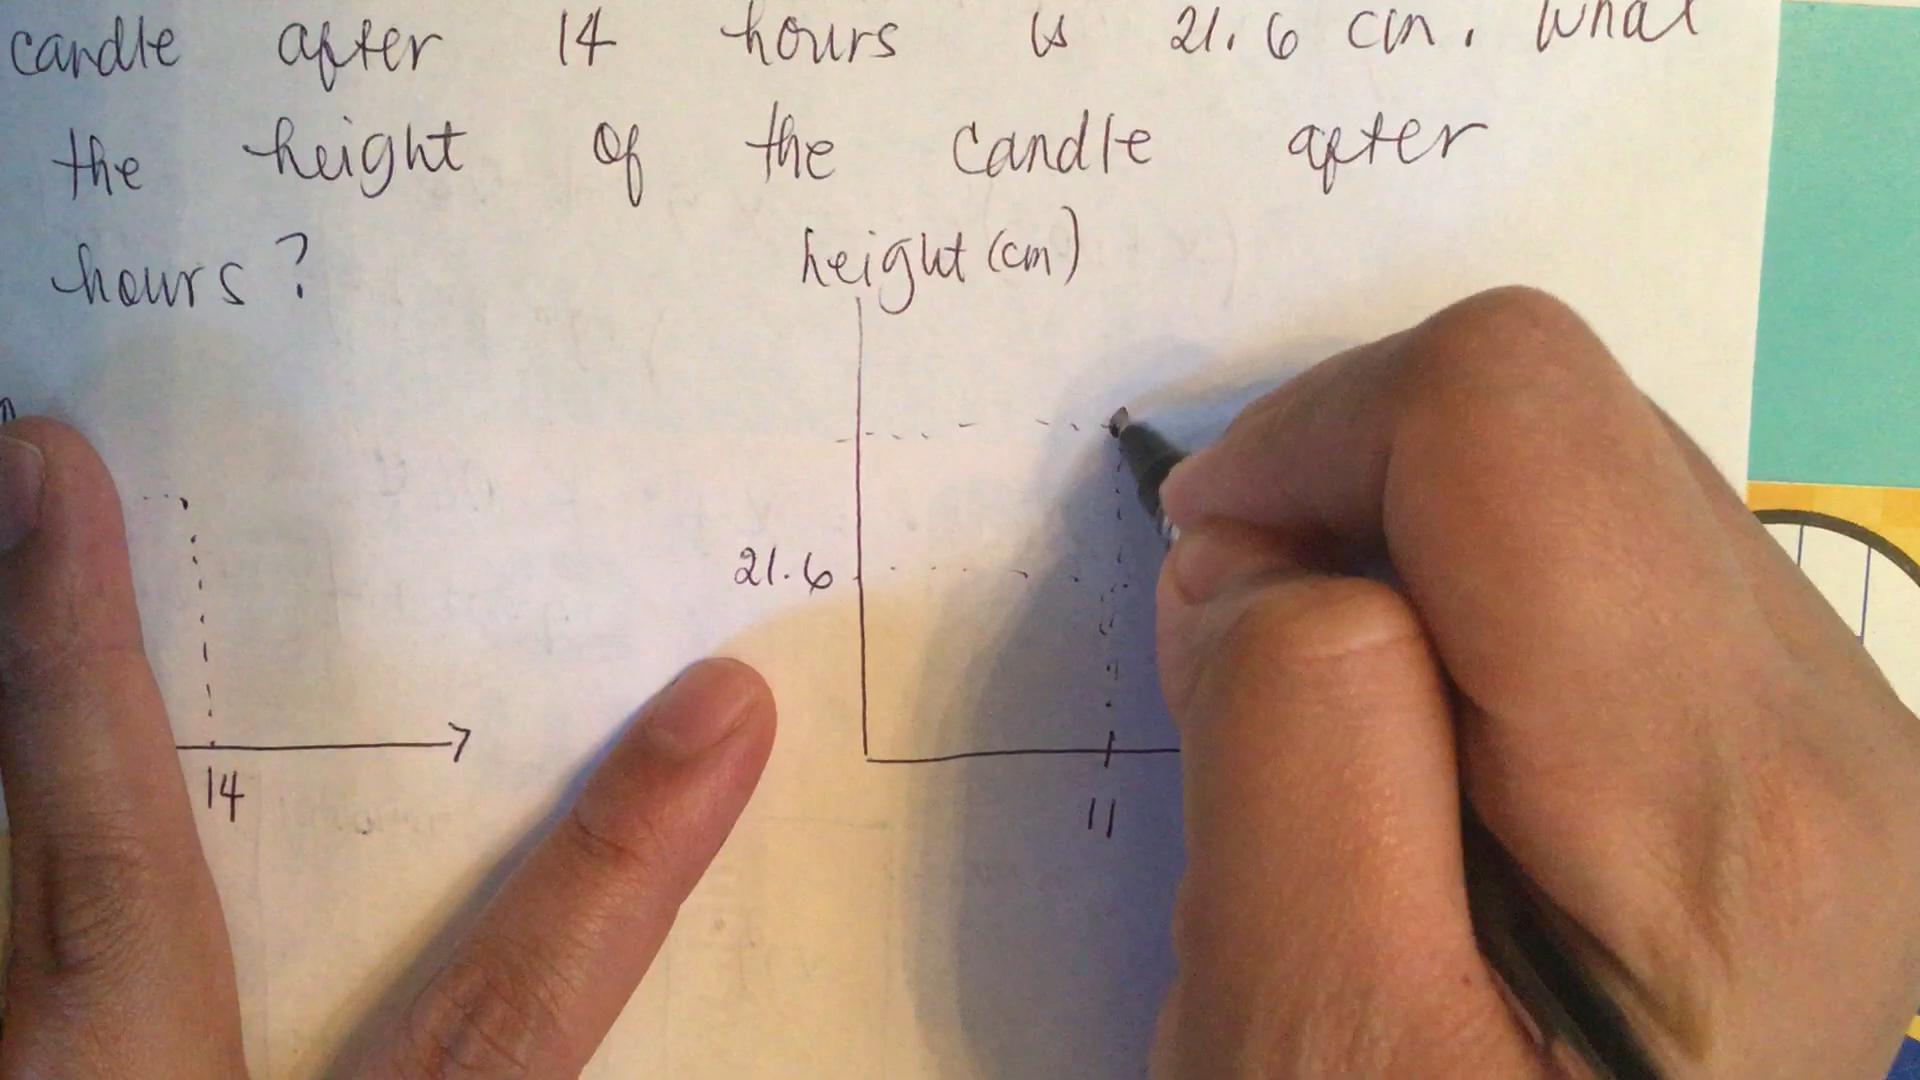 candle after 14 hours is 21.6 cm. What
the height of the candle after
hours?
height (cm)
21.6
14
11